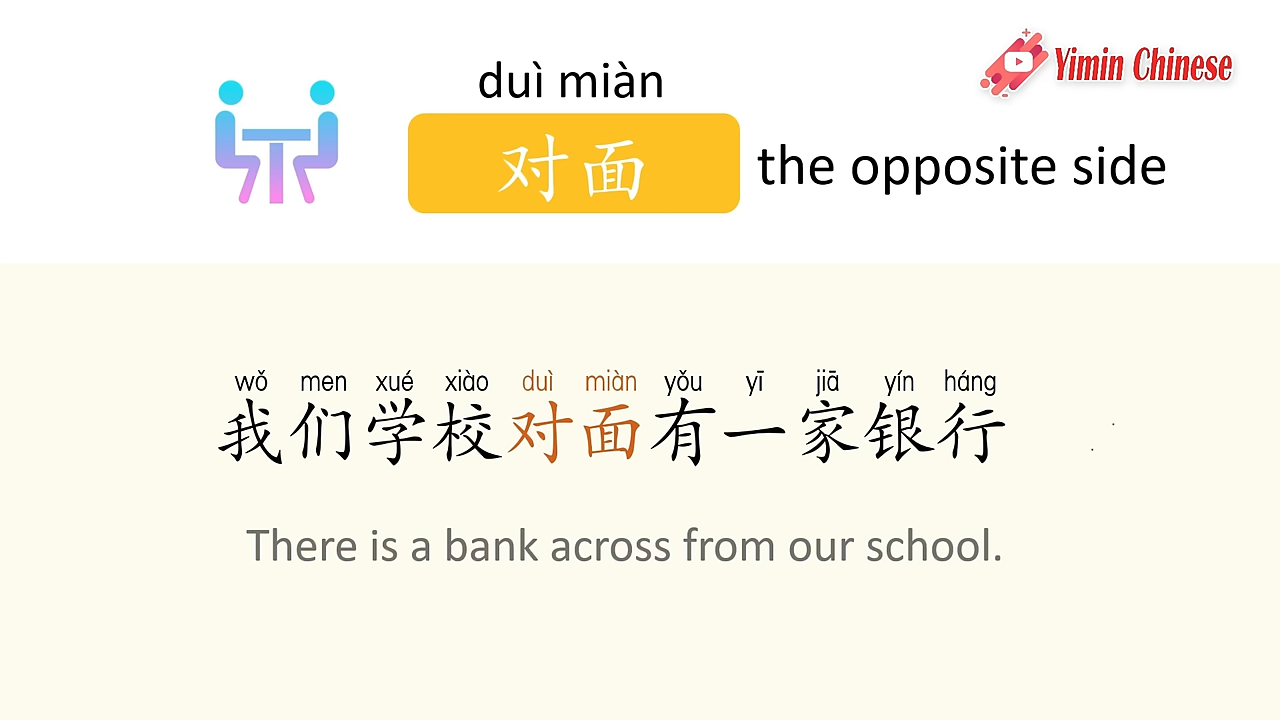 Yimin Chinese
duì miàn
对面 the opposite side
wǒ men xué xiào duì miàn yǒu yī jiā yín háng
我们学校对面有一家银行
There is a bank across from our school.